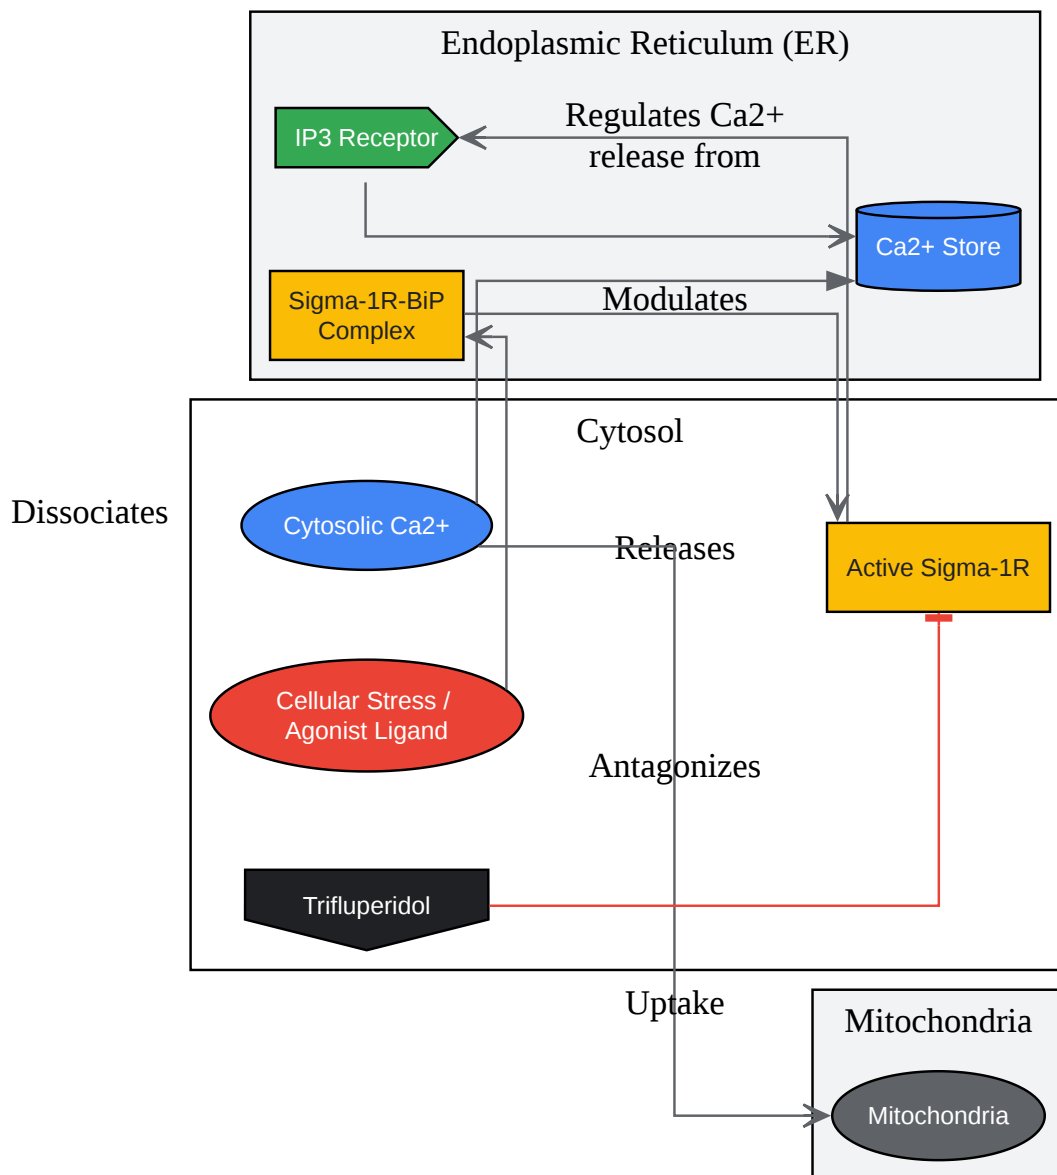 Endoplasmic Reticulum (ER)
IP3 Receptor
Regulates Ca2+
release from
Ca2+ Store
Sigma-1R-BiP
Complex
Modulates
Cytosol
Dissociates
Cytosolic Ca2+
Releases
Active Sigma-1R
Cellular Stress /
Agonist Ligand
Antagonizes
Trifluperidol
Uptake
Mitochondria
Mitochondria